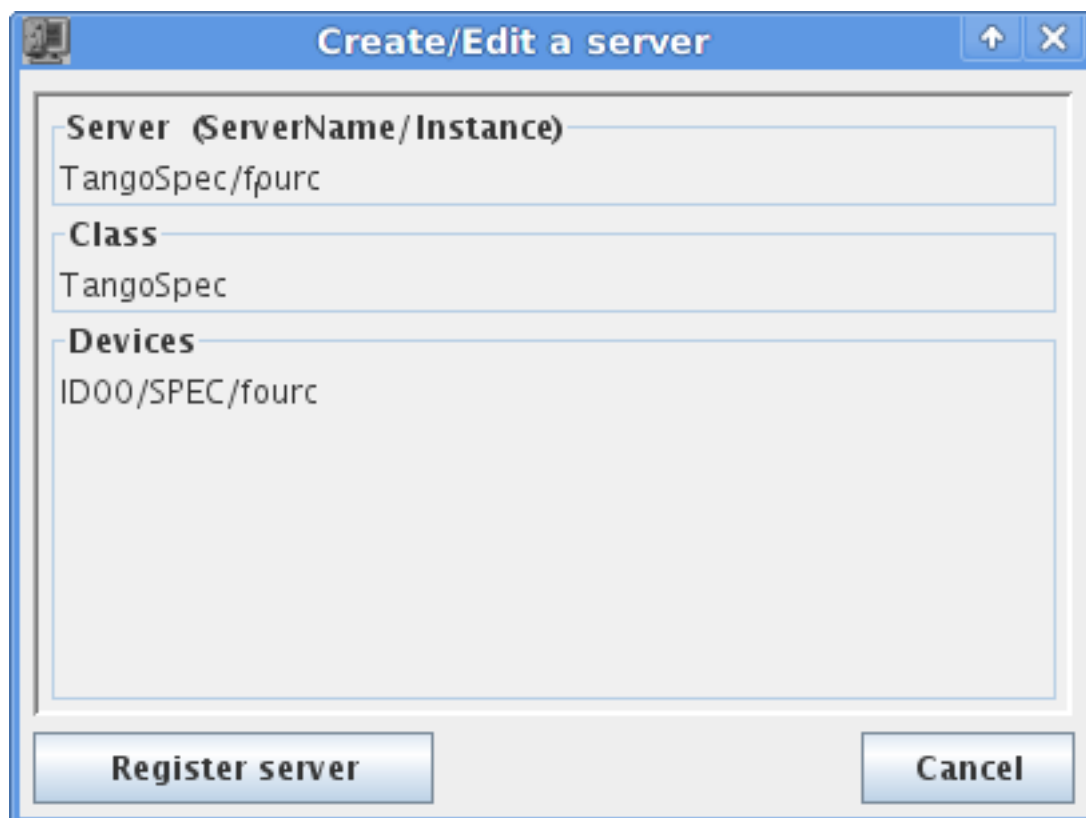 Create/Edit a server
Server (ServerName/Instance)
TangoSpec/fourc
Class
TangoSpec
Devices
ID00/SPEC/fourc
Register server
Cancel